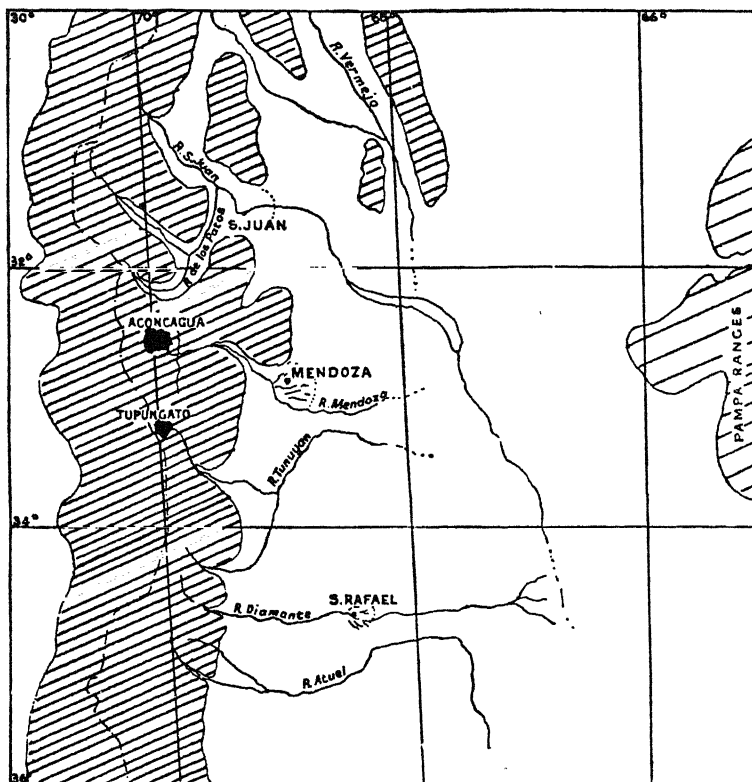 30° 70° 68° 66°
R. Vermejo
R. S. Juan
S. JUAN
R. de los Patos
32°
ACONCAGUA
MENDOZA
R. Mendoza
PAMPA RANGES
TUPUNGATO
R. Tunuyan
34°
S. RAFAEL
R. Diamante
R. Atuel
36°